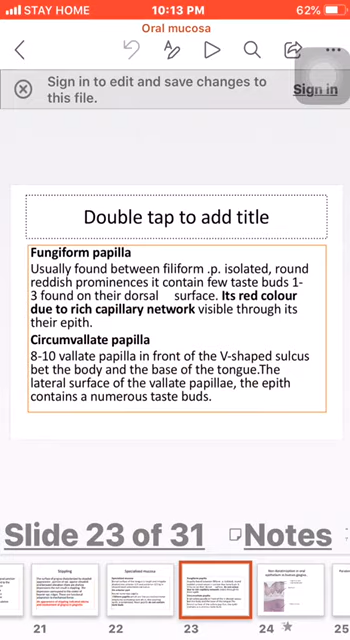 STAY HOME 10:13 PM 62%
Oral mucosa
Sign in to edit and save changes to
this file.
Sign in
Double tap to add title
Fungiform papilla
Usually found between filiform .p. isolated, round
reddish prominences it contain few taste buds 1-
3 found on their dorsal surface. Its red colour
due to rich capillary network visible through its
their epith.
Circumvallate papilla
8-10 vallate papilla in front of the V-shaped sulcus
bet the body and the base of the tongue.The
lateral surface of the vallate papillae, the epith
contains a numerous taste buds.
Slide 23 of 31 Notes
21 22 23 24 25